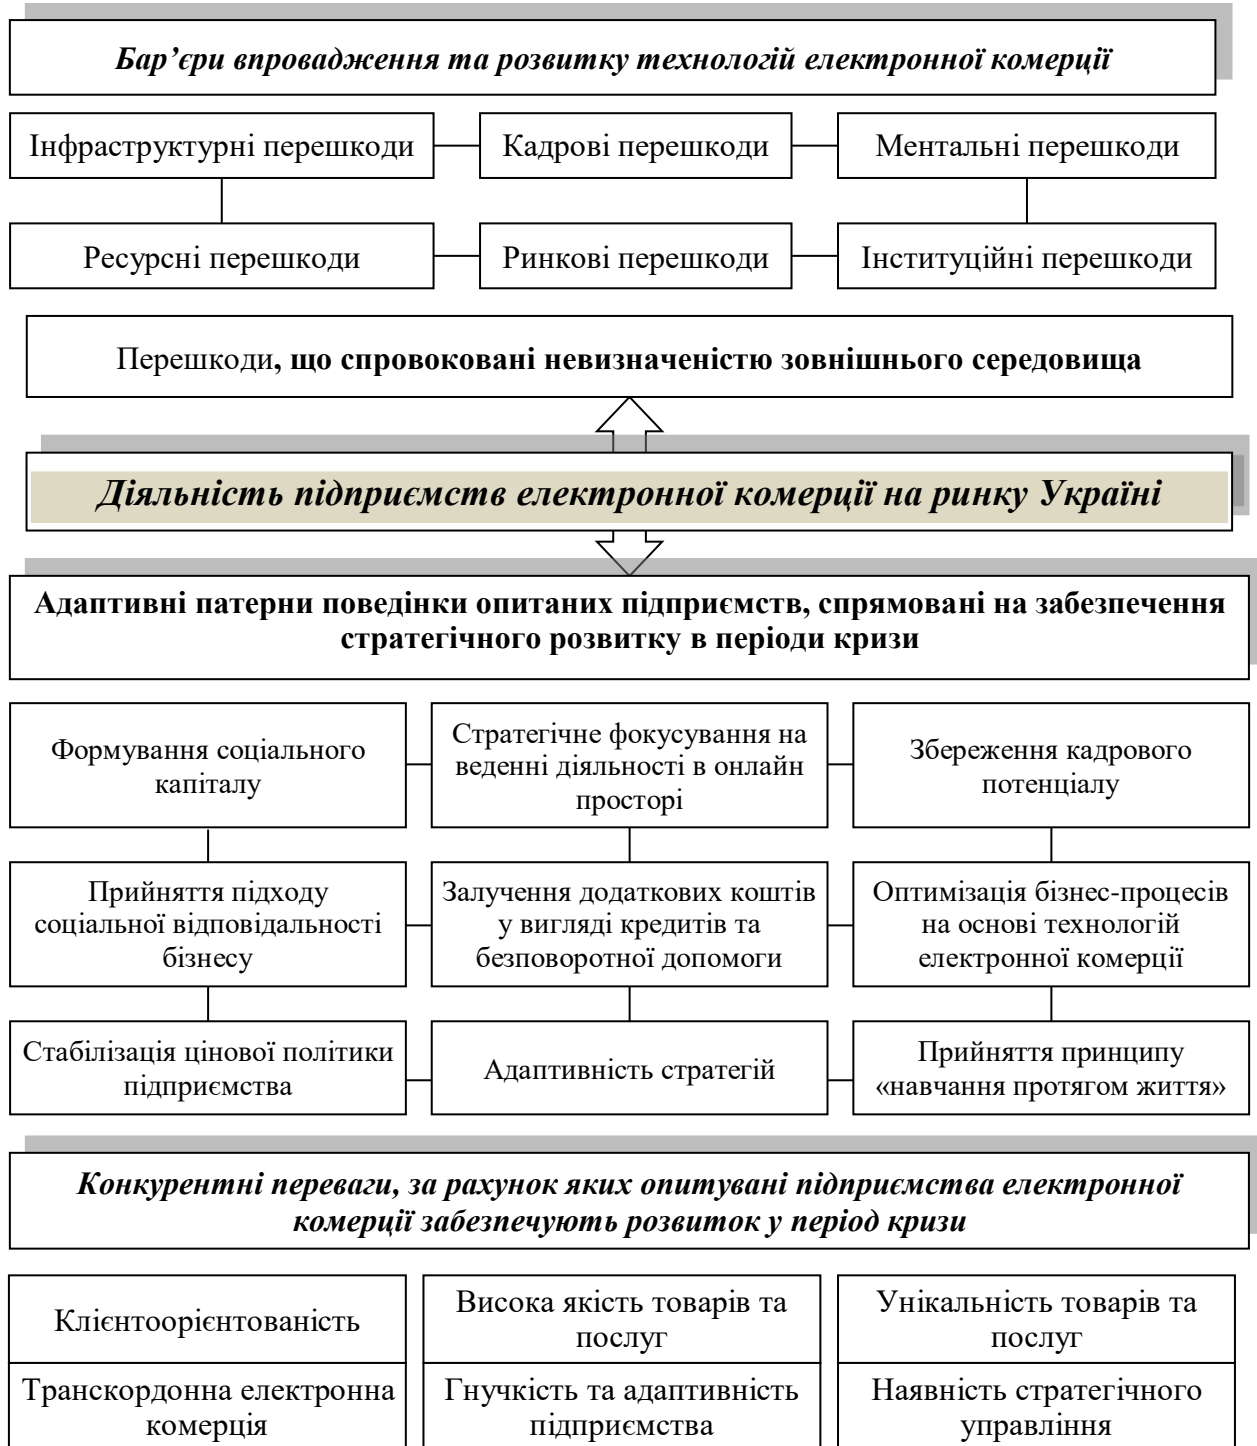 Бар’єри впровадження та розвитку технологій електронної комерції
Інфраструктурні перешкоди
Кадрові перешкоди
Ментальні перешкоди
Ресурсні перешкоди
Ринкові перешкоди
Інституційні перешкоди
Перешкоди, що спровоковані невизначеністю зовнішнього середовища
Діяльність підприємств електронної комерції на ринку Україні
Адаптивні патерни поведінки опитаних підприємств, спрямовані на забезпечення
стратегічного розвитку в періоди кризи
Формування соціального
капіталу
Стратегічне фокусування на
веденні діяльності в онлайн
просторі
Збереження кадрового
потенціалу
Прийняття підходу
соціальної відповідальності
бізнесу
Залучення додаткових коштів
у вигляді кредитів та
безповоротної допомоги
Оптимізація бізнес-процесів
на основі технологій
електронної комерції
Стабілізація цінової політики
підприємства
Адаптивність стратегій
Прийняття принципу
«навчання протягом життя»
Конкурентні переваги, за рахунок яких опитувані підприємства електронної
комерції забезпечують розвиток у період кризи
Клієнтоорієнтованість
Висока якість товарів та
послуг
Унікальність товарів та
послуг
Транскордонна електронна
комерція
Гнучкість та адаптивність
підприємства
Наявність стратегічного
управління